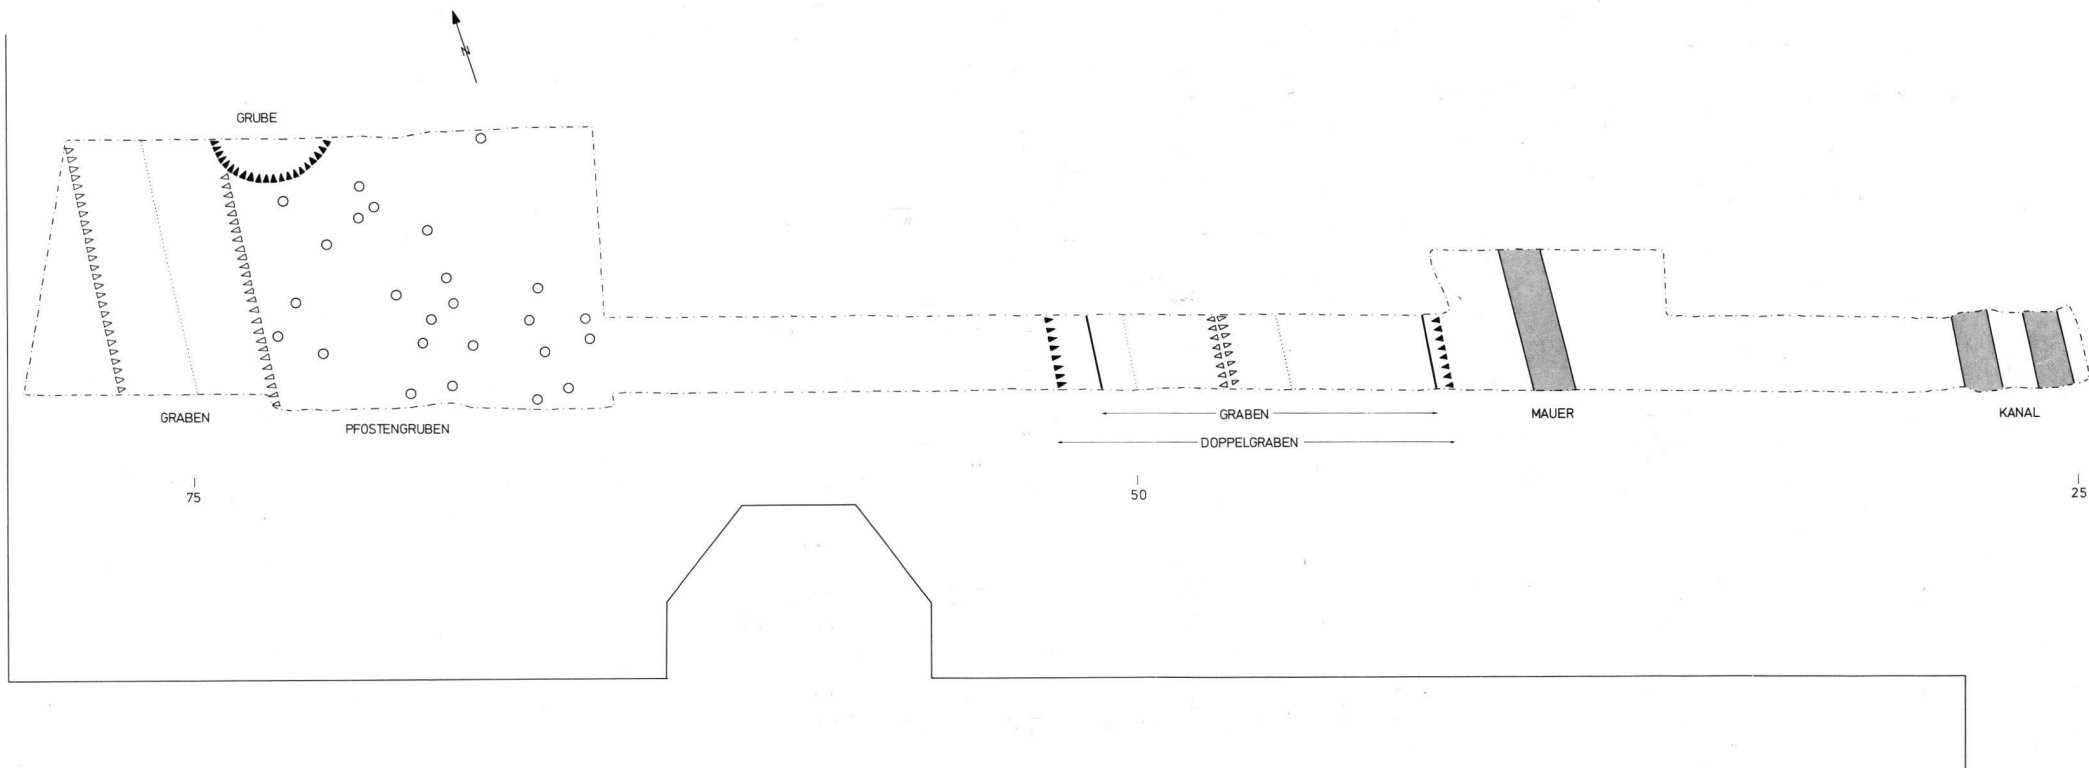 N
GRUBE
GRABEN
PFOSTENGRUBEN
GRABEN
DOPPELGRABEN
MAUER
KANAL
75
50
25